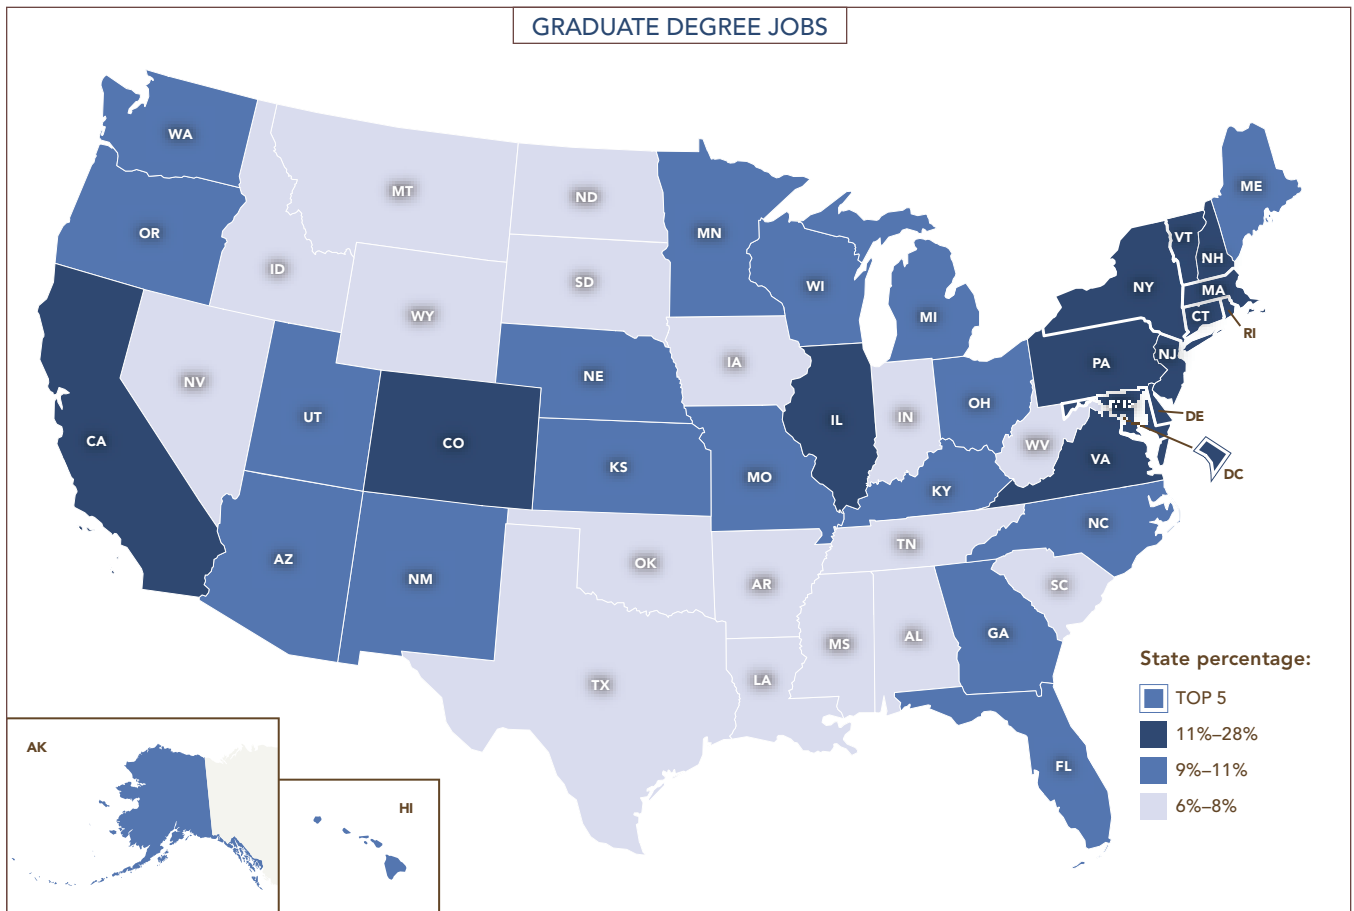 GRADUATE DEGREE JOBS
WA
MT
ND
MN
ME
OR
ID
SD
WI
VT
NH
WY
MI
NY
MA
CT
RI
NV
UT
NE
IA
PA
NJ
CA
CO
KS
MO
IL
IN
OH
WV
VA
DE
DC
KY
AZ
NM
OK
AR
TN
NC
SC
TX
LA
MS
AL
GA
FL
AK
HI
State percentage:
TOP 5
11%–28%
9%–11%
6%–8%